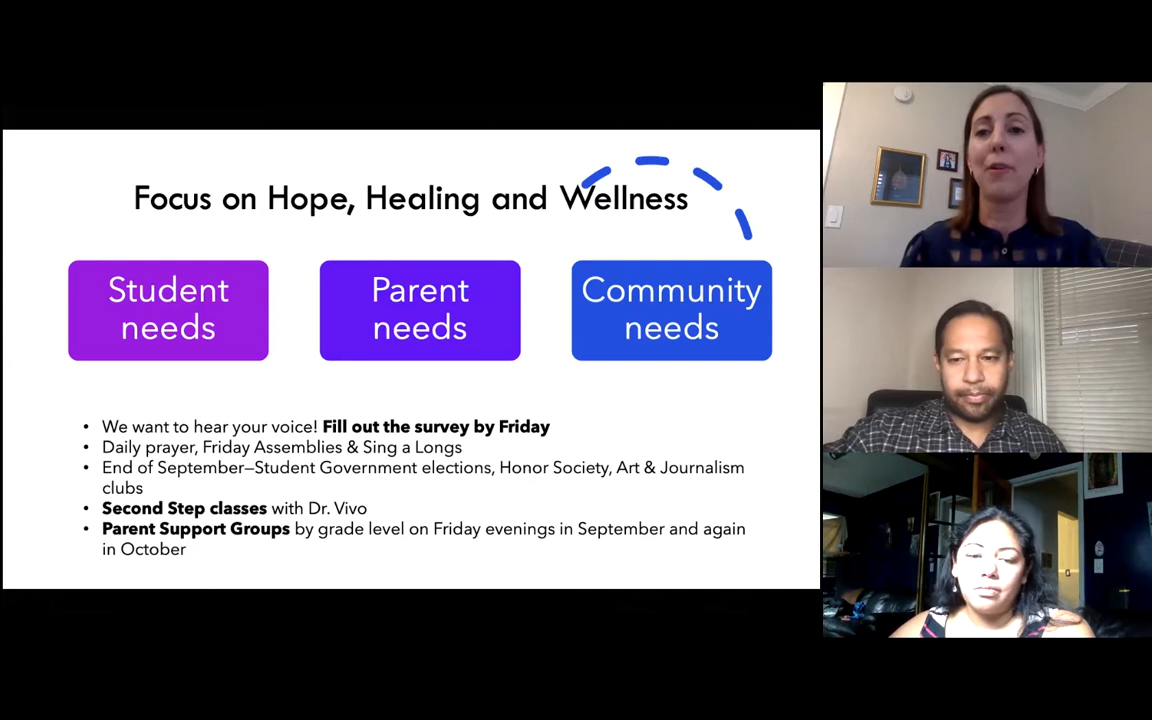 Focus on Hope, Healing and Wellness
Student
needs
Parent
needs
Community
needs
• We want to hear your voice! Fill out the survey by Friday
• Daily prayer, Friday Assemblies & Sing a Longs
• End of September—Student Government elections, Honor Society, Art & Journalism
clubs
• Second Step classes with Dr. Vivo
• Parent Support Groups by grade level on Friday evenings in September and again
in October